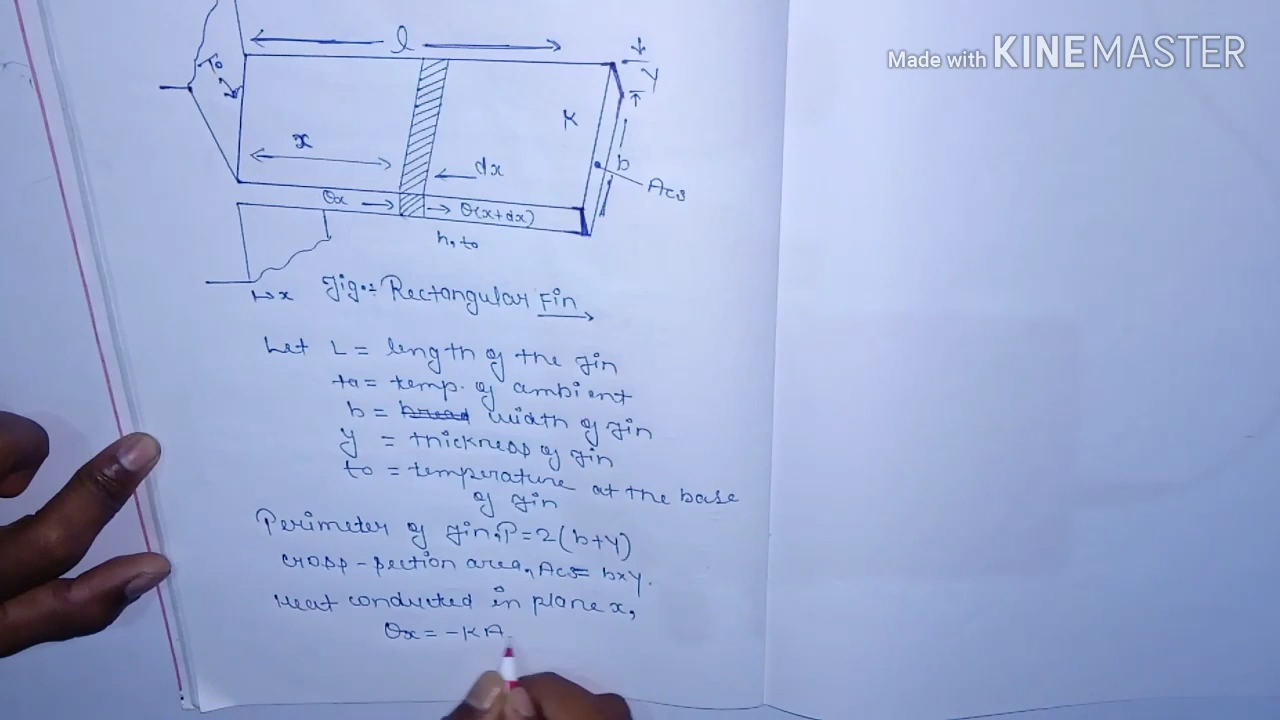 Made with KINEMASTER
l
y
To
K
x
b
dx
Acs
Qx
Q(x+dx)
h, to
x
Fig.: Rectangular Fin
Let L = length of the fin
ta = temp. of ambient
b = width of fin
y = thickness of fin
to = temperature at the base
of fin
Perimeter of fin, P = 2(b+y)
cross-section area, Acs = b×y.
Heat conducted in plane x,
Qx = -KA